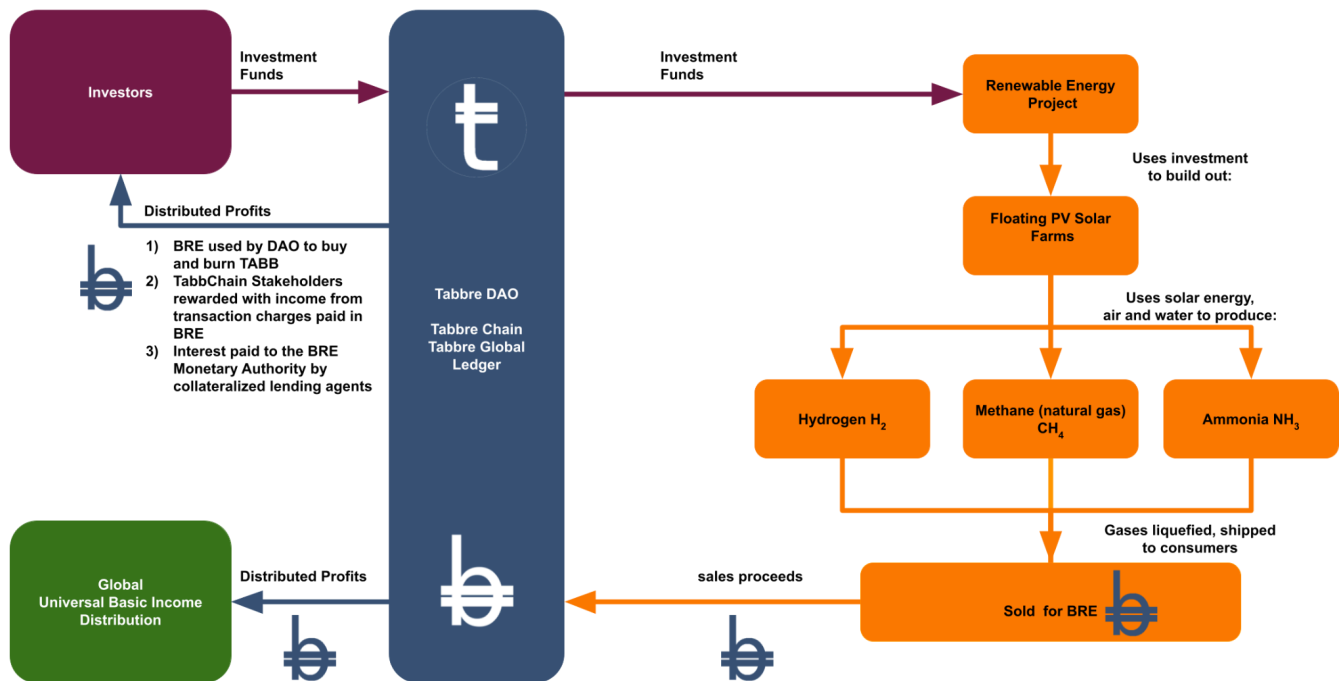 Investors
Investment
Funds
Investment
Funds
Renewable Energy
Project
Uses investment
to build out:
Distributed Profits
1) BRE used by DAO to buy
and burn TABB
2) TabbChain Stakeholders
rewarded with income from
transaction charges paid in
BRE
3) Interest paid to the BRE
Monetary Authority by
collateralized lending agents
Tabbre DAO
Tabbre Chain
Tabbre Global
Ledger
Floating PV Solar
Farms
Uses solar energy,
air and water to produce:
Hydrogen H₂
Methane (natural gas)
CH₄
Ammonia NH₃
Gases liquefied, shipped
to consumers
Global
Universal Basic Income
Distribution
Distributed Profits
sales proceeds
Sold for BRE